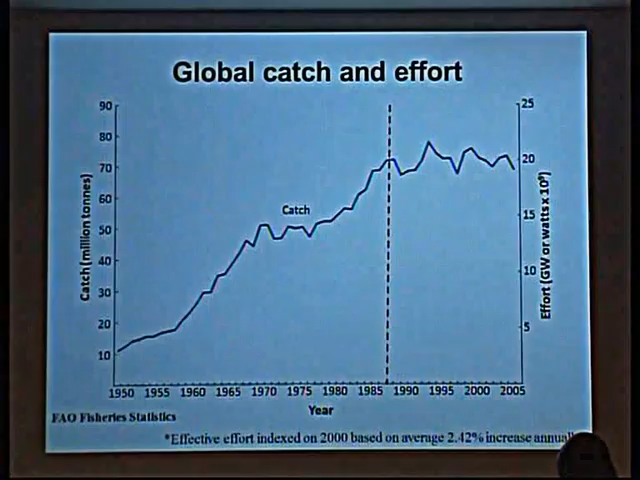 Global catch and effort
90
80
70
60
50
40
30
20
10
Catch (million tonnes)
Catch
25
20
15
10
5
Effort (GW or watts x 10⁹)
1950 1955 1960 1965 1970 1975 1980 1985 1990 1995 2000 2005
Year
FAO Fisheries Statistics
*Effective effort indexed on 2000 based on average 2.42% increase annual